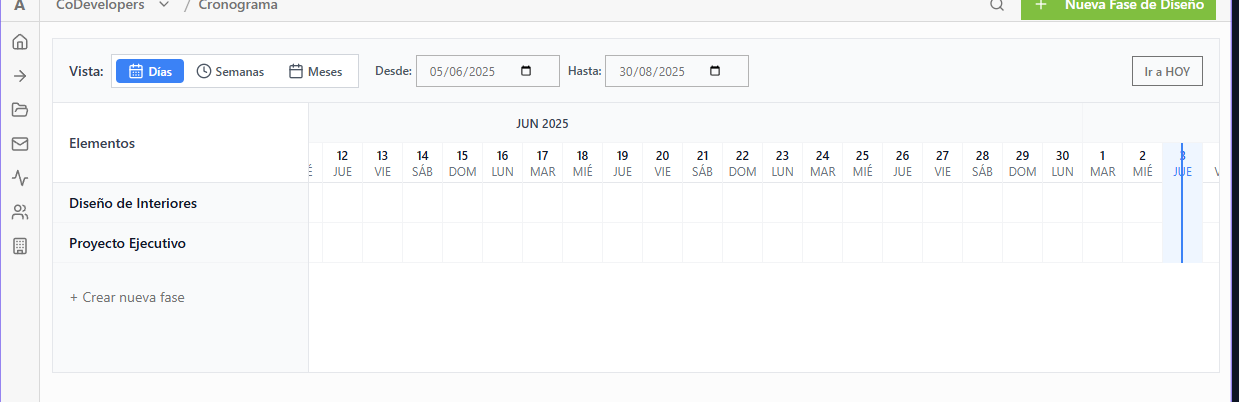 A CoDevelopers / Cronograma + Nueva Fase de Diseño
Vista: Días Semanas Meses Desde: 05/06/2025 Hasta: 30/08/2025 Ir a HOY
JUN 2025
Elementos
12 13 14 15 16 17 18 19 20 21 22 23 24 25 26 27 28 29 30 1 2 3
JUE VIE SÁB DOM LUN MAR MIÉ JUE VIE SÁB DOM LUN MAR MIÉ JUE VIE SÁB DOM LUN MAR MIÉ JUE
Diseño de Interiores
Proyecto Ejecutivo
+ Crear nueva fase